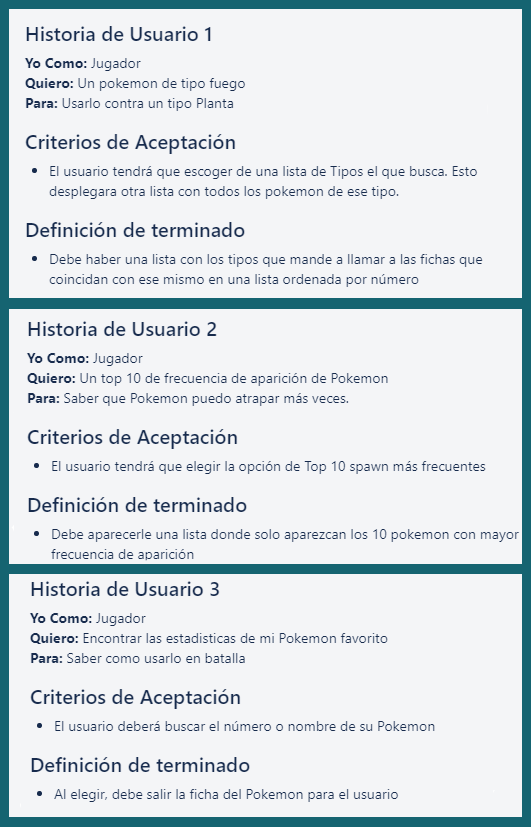 Historia de Usuario 1
Yo Como: Jugador
Quiero: Un pokemon de tipo fuego
Para: Usarlo contra un tipo Planta
Criterios de Aceptación
• El usuario tendrá que escoger de una lista de Tipos el que busca. Esto
desplegara otra lista con todos los pokemon de ese tipo.
Definición de terminado
• Debe haber una lista con los tipos que mande a llamar a las fichas que
coincidan con ese mismo en una lista ordenada por número
Historia de Usuario 2
Yo Como: Jugador
Quiero: Un top 10 de frecuencia de aparición de Pokemon
Para: Saber que Pokemon puedo atrapar más veces.
Criterios de Aceptación
• El usuario tendrá que elegir la opción de Top 10 spawn más frecuentes
Definición de terminado
• Debe aparecerle una lista donde solo aparezcan los 10 pokemon con mayor
frecuencia de aparición
Historia de Usuario 3
Yo Como: Jugador
Quiero: Encontrar las estadisticas de mi Pokemon favorito
Para: Saber como usarlo en batalla
Criterios de Aceptación
• El usuario deberá buscar el número o nombre de su Pokemon
Definición de terminado
• Al elegir, debe salir la ficha del Pokemon para el usuario